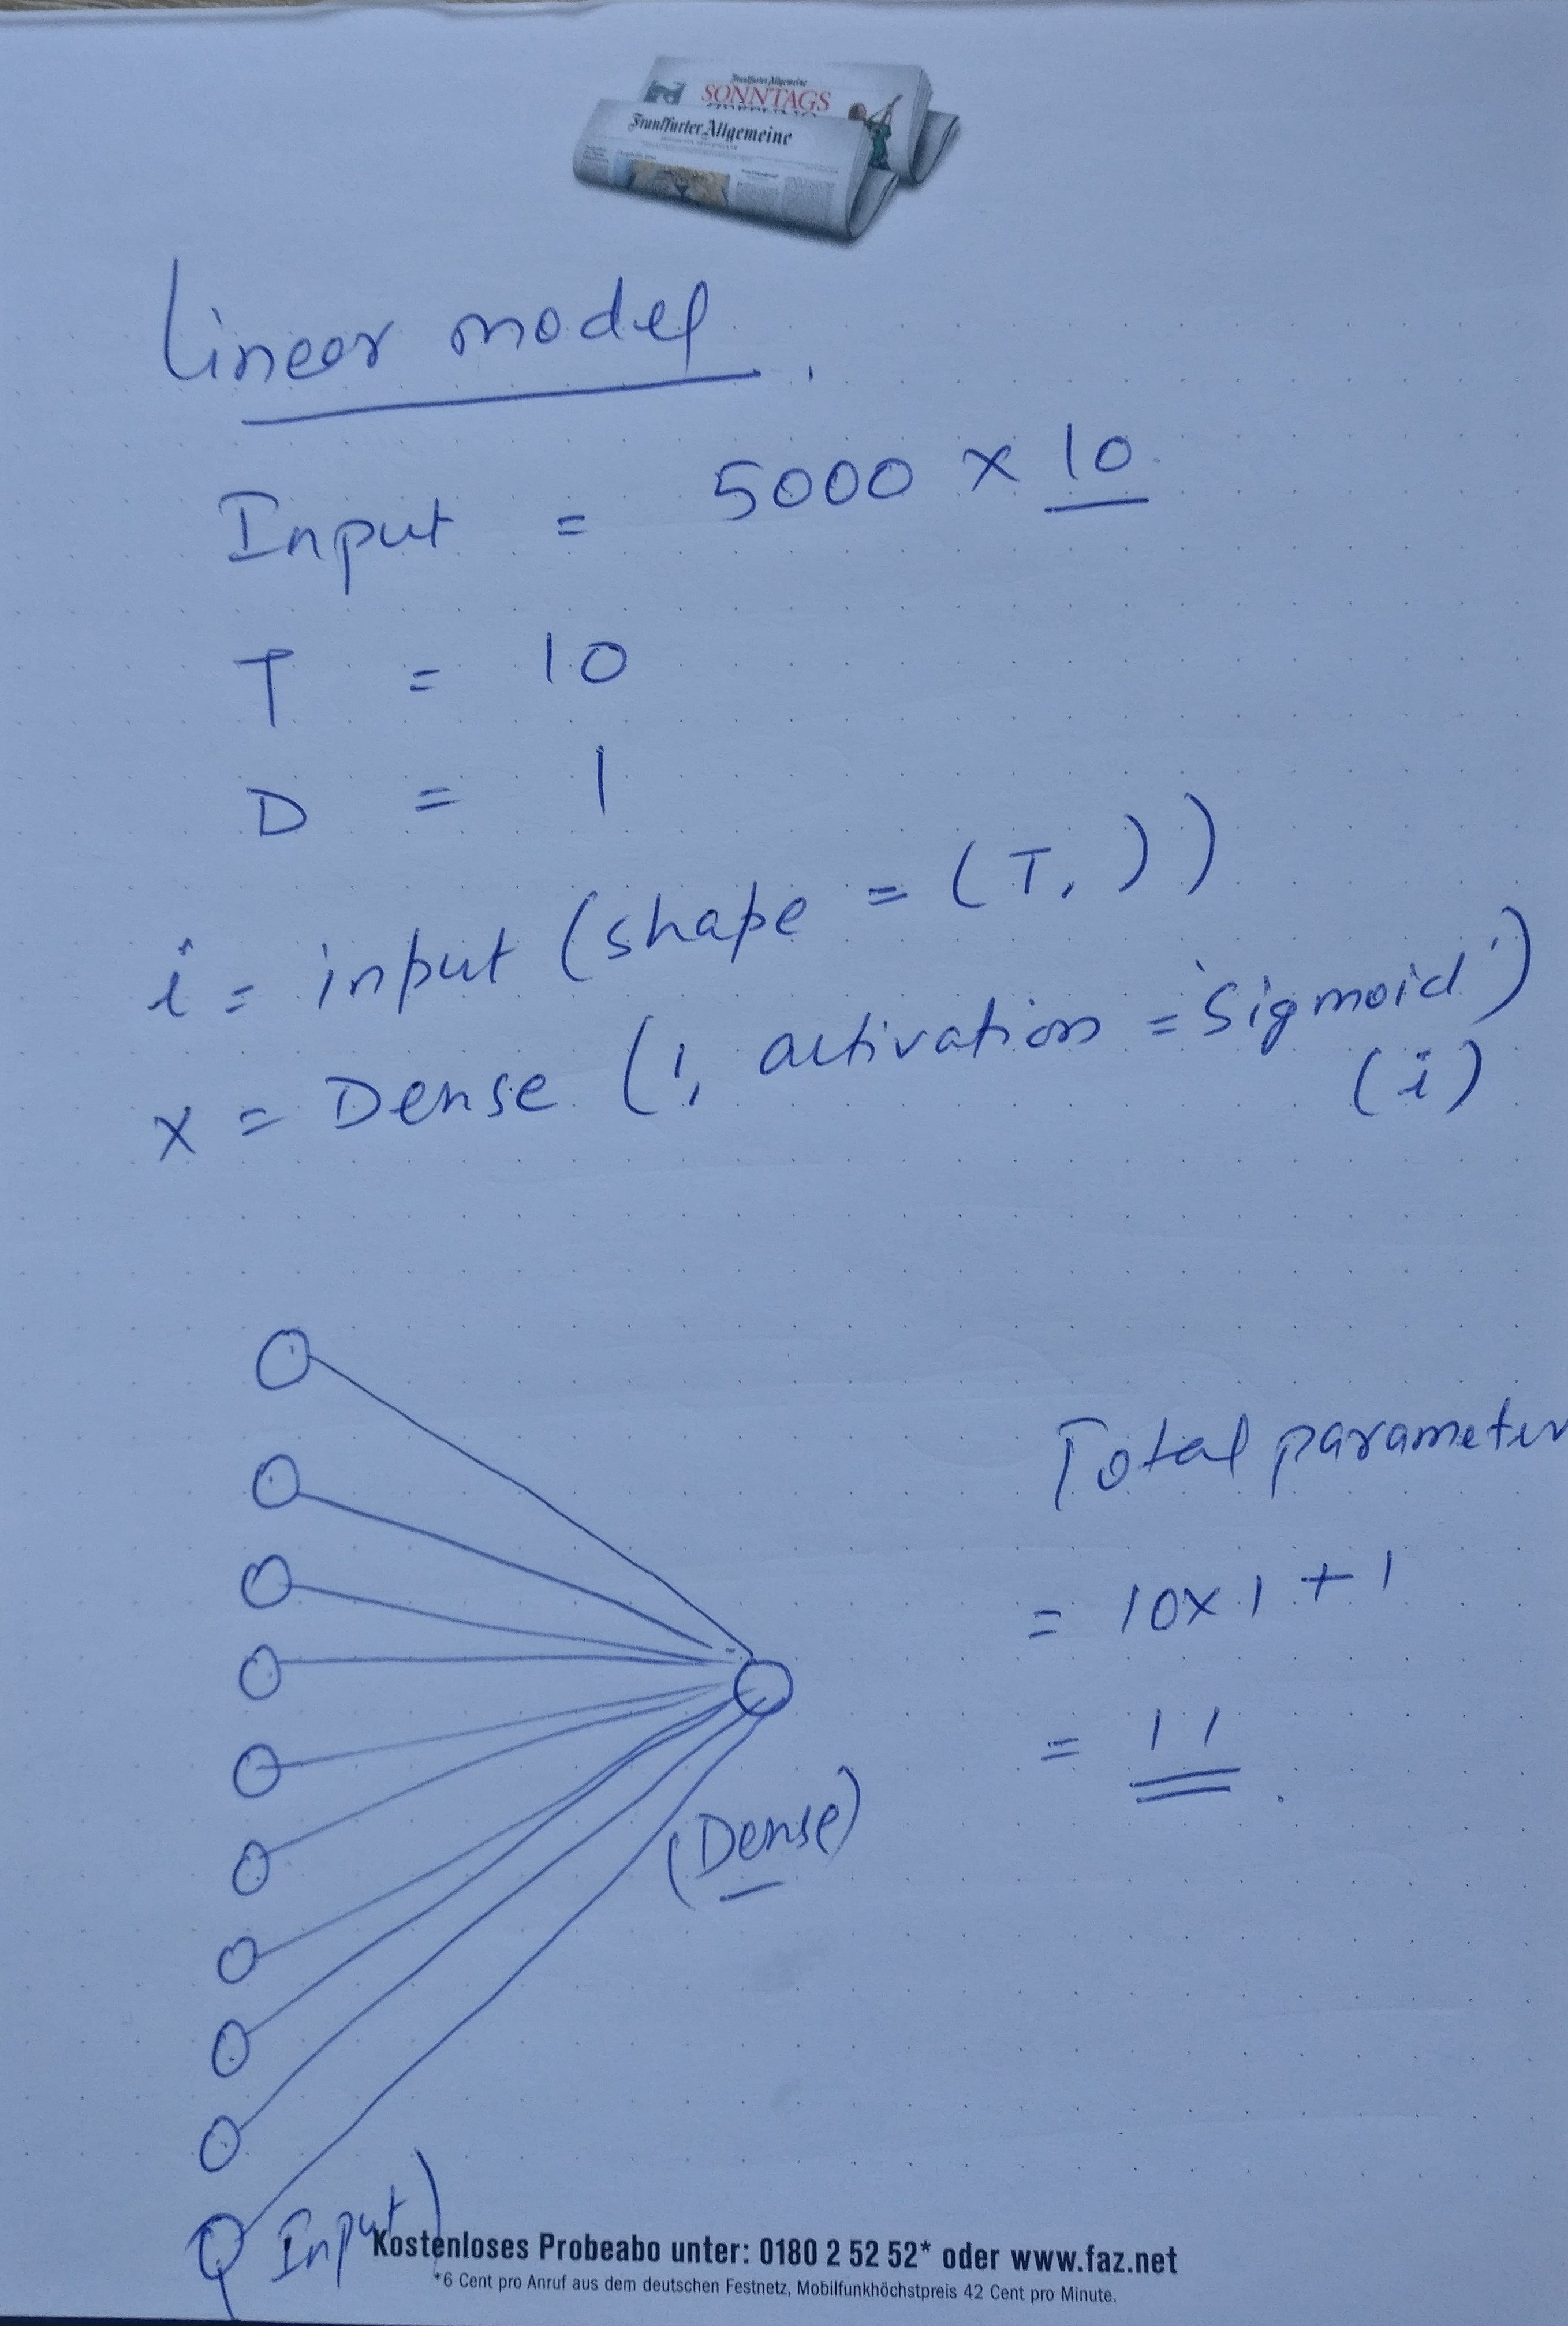 Frankfurter Allgemeine
SONNTAGS
Frankfurter Allgemeine
Linear model.
Input = 5000 × 10
T = 10
D = 1
i = input (shape = (T, ))
x = Dense (1, activation = 'Sigmoid')
(i)
Total parameter
= 10×1 + 1
= 11.
(Dense)
Input)
Kostenloses Probeabo unter: 0180 2 52 52* oder www.faz.net
*6 Cent pro Anruf aus dem deutschen Festnetz, Mobilfunkhöchstpreis 42 Cent pro Minute.